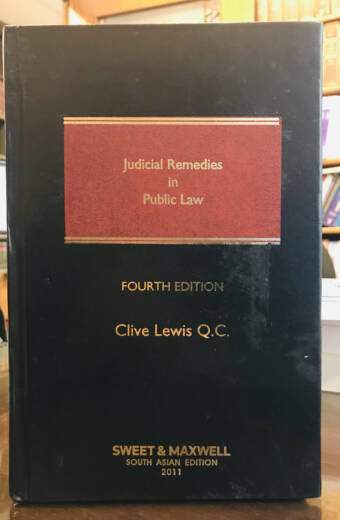 Judicial Remedies
in
Public Law
FOURTH EDITION
Clive Lewis Q.C.
SWEET & MAXWELL
SOUTH ASIAN EDITION
2011